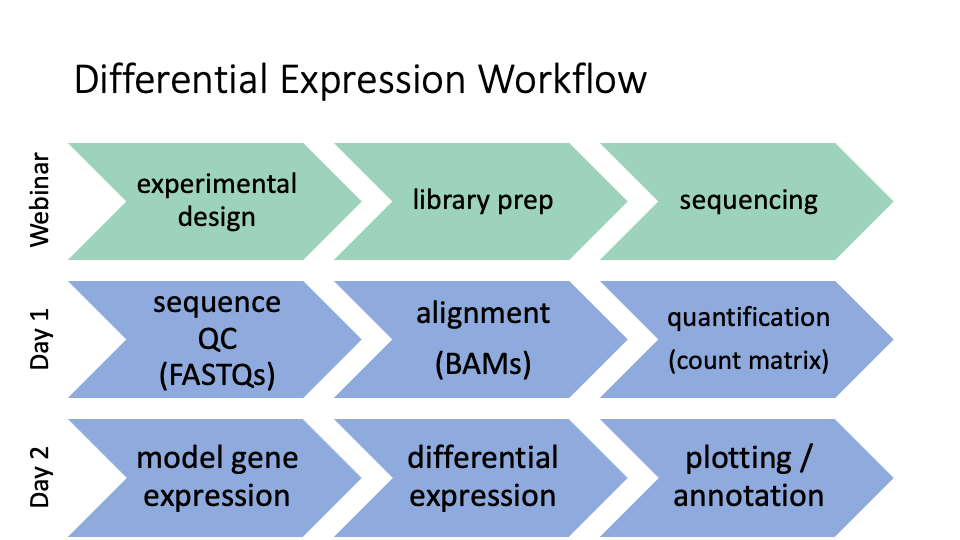 Differential Expression Workflow
Webinar
experimental
design
library prep
sequencing
Day 1
sequence
QC
(FASTQs)
alignment
(BAMs)
quantification
(count matrix)
Day 2
model gene
expression
differential
expression
plotting /
annotation